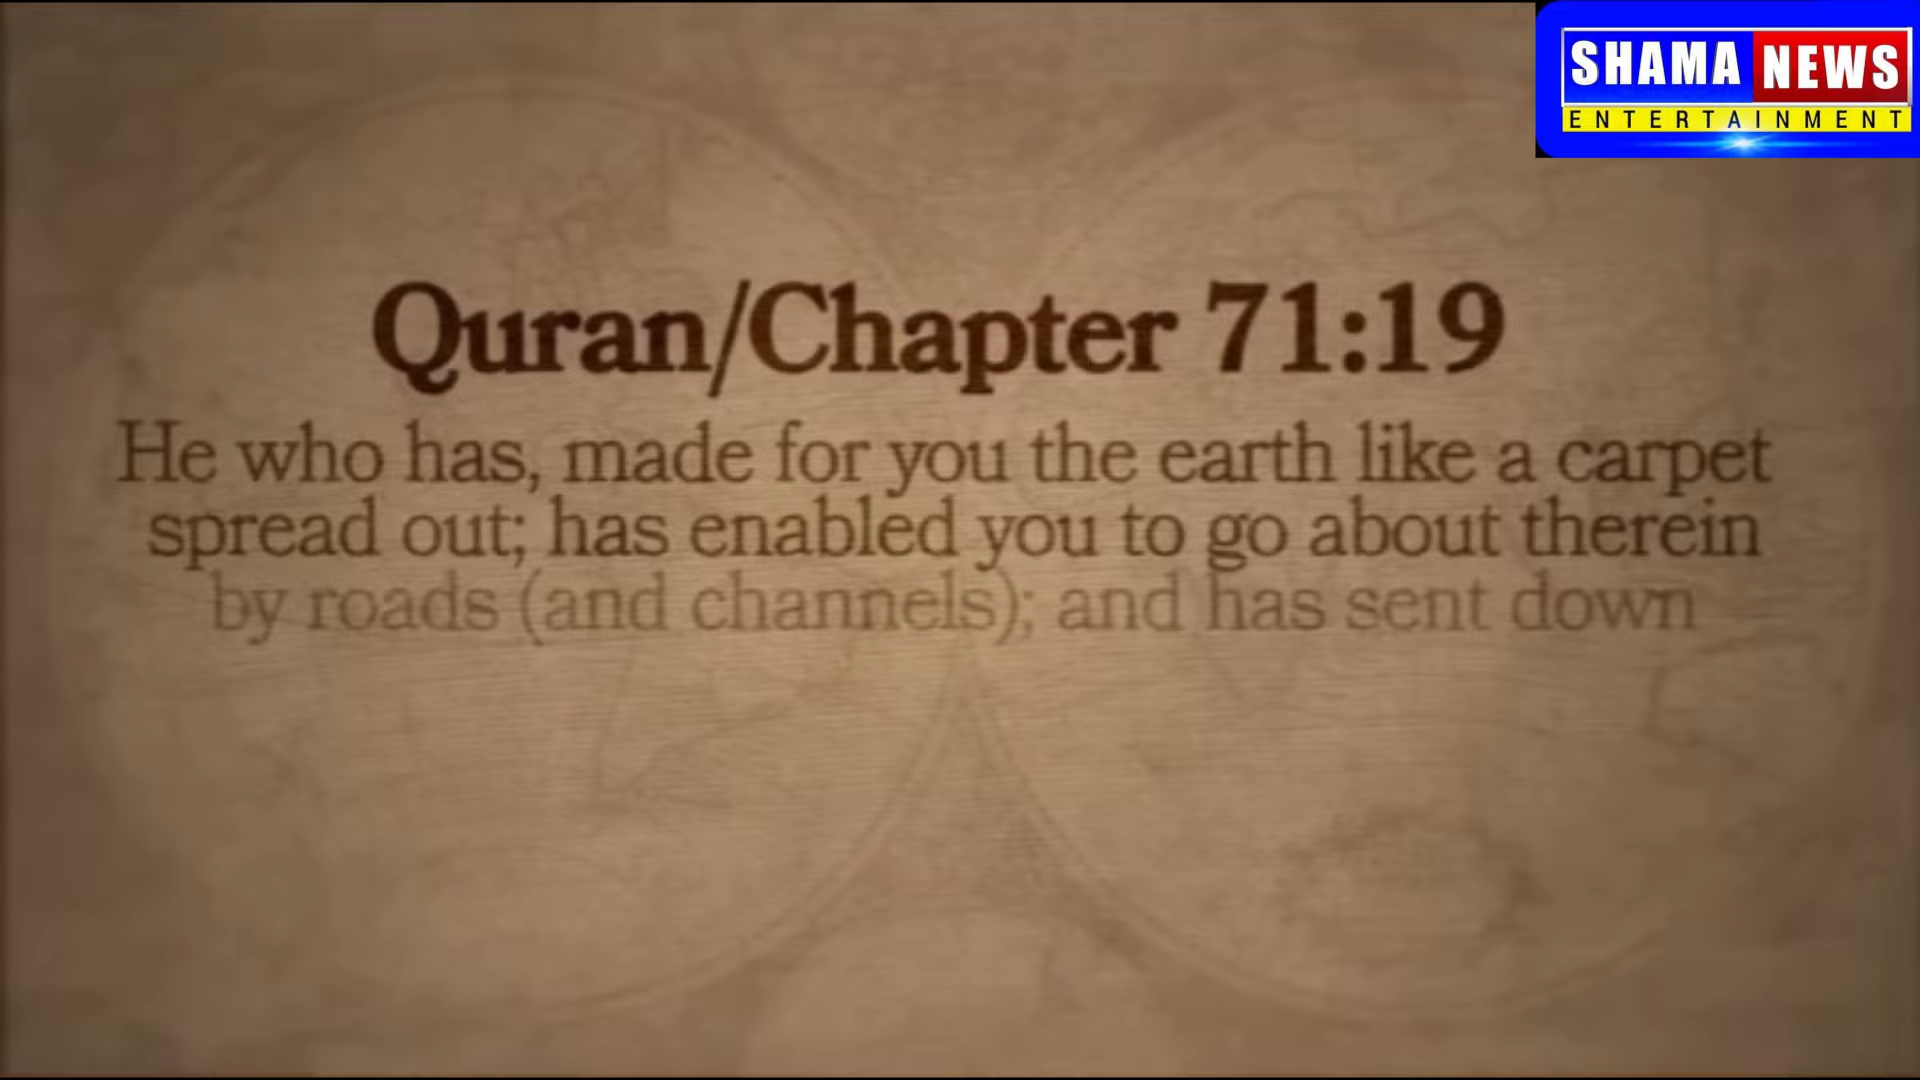 SHAMA NEWS
ENTERTAINMENT
Quran/Chapter 71:19
He who has, made for you the earth like a carpet
spread out; has enabled you to go about therein
by roads (and channels); and has sent down